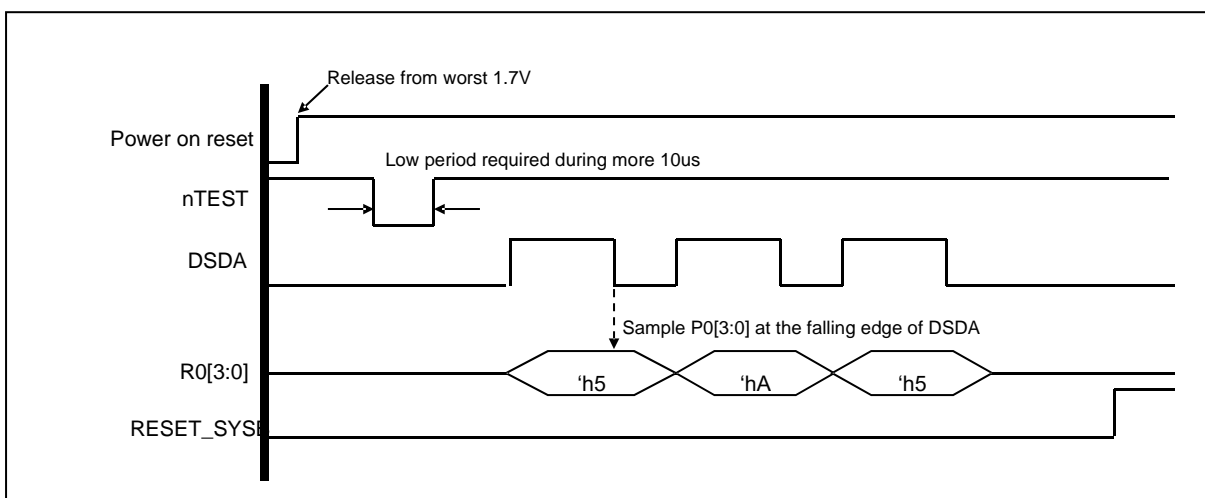 Release from worst 1.7V
Power on reset
Low period required during more 10us
nTEST
DSDA
Sample P0[3:0] at the falling edge of DSDA
R0[3:0]
‘h5
‘hA
‘h5
RESET_SYSB